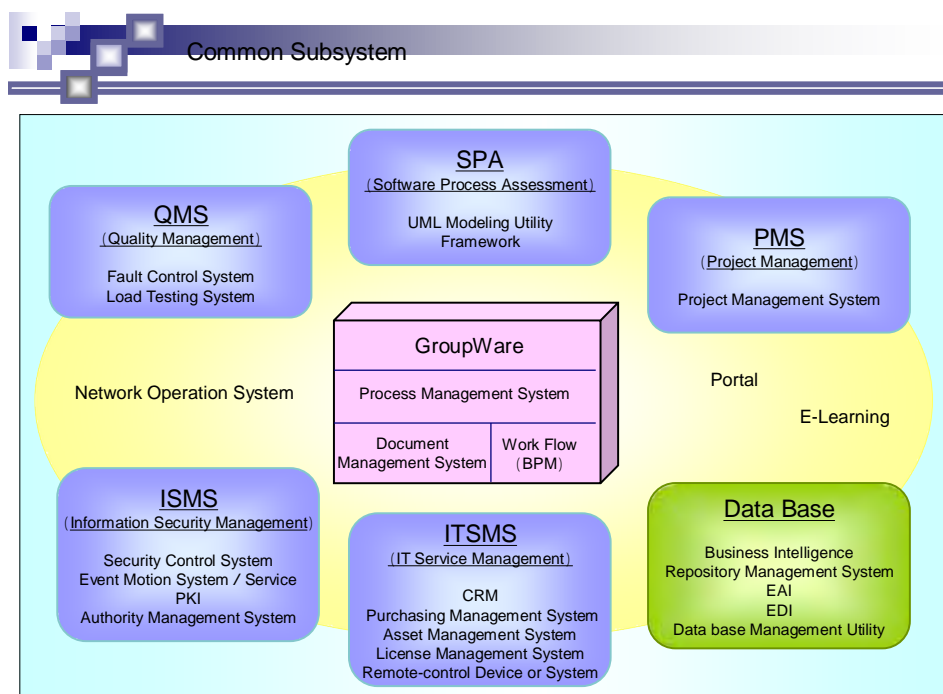 Common Subsystem
SPA
(Software Process Assessment)
UML Modeling Utility
Framework
QMS
(Quality Management)
Fault Control System
Load Testing System
PMS
(Project Management)
Project Management System
GroupWare
Process Management System
Document
Management System
Work Flow
(BPM)
Network Operation System
Portal
E-Learning
ISMS
(Information Security Management)
Security Control System
Event Motion System / Service
PKI
Authority Management System
ITSMS
(IT Service Management)
CRM
Purchasing Management System
Asset Management System
License Management System
Remote-control Device or System
Data Base
Business Intelligence
Repository Management System
EAI
EDI
Data base Management Utility